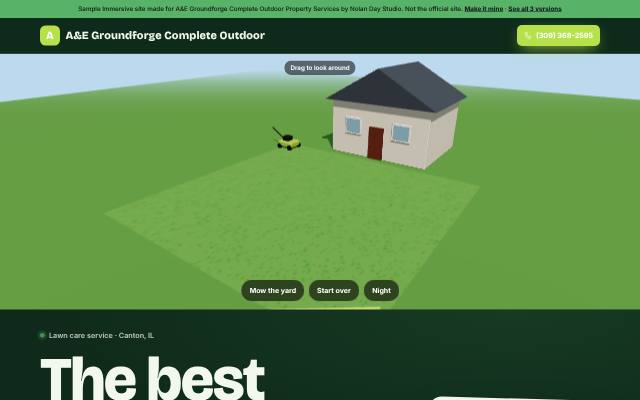 Sample Immersive site made for A&E Groundforge Complete Outdoor Property Services by Nolan Day Studio. Not the official site. Make it mine · See all 3 versions
A A&E Groundforge Complete Outdoor
(309) 368-2595
Drag to look around
Mow the yard Start over Night
Lawn care service · Canton, IL
The best